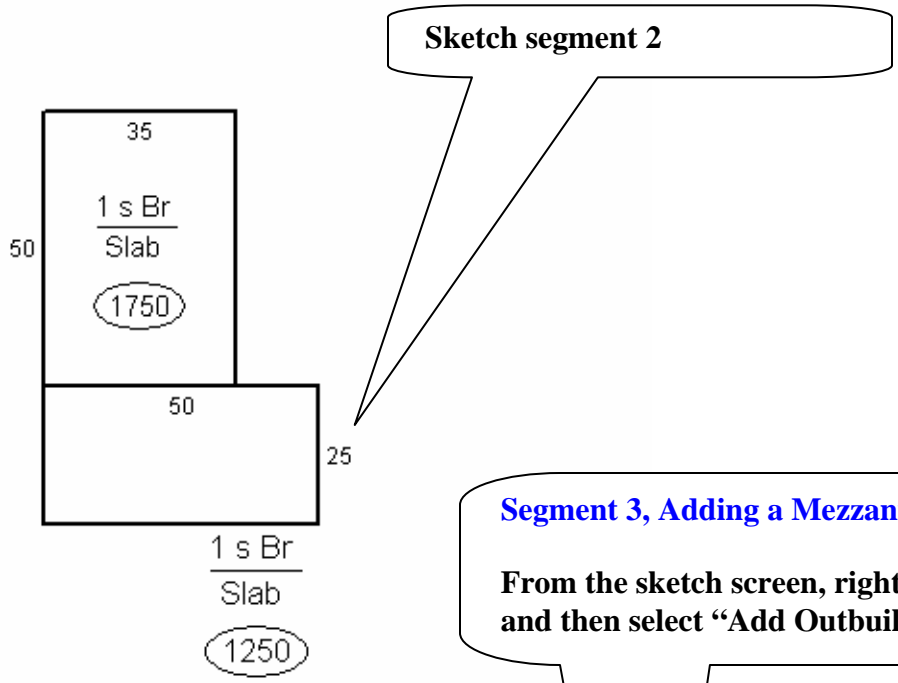 Sketch segment 2
35
1 s Br
Slab
50
1750
50
25
1 s Br
Slab
1250
Segment 3, Adding a Mezzan
From the sketch screen, right
and then select “Add Outbuil